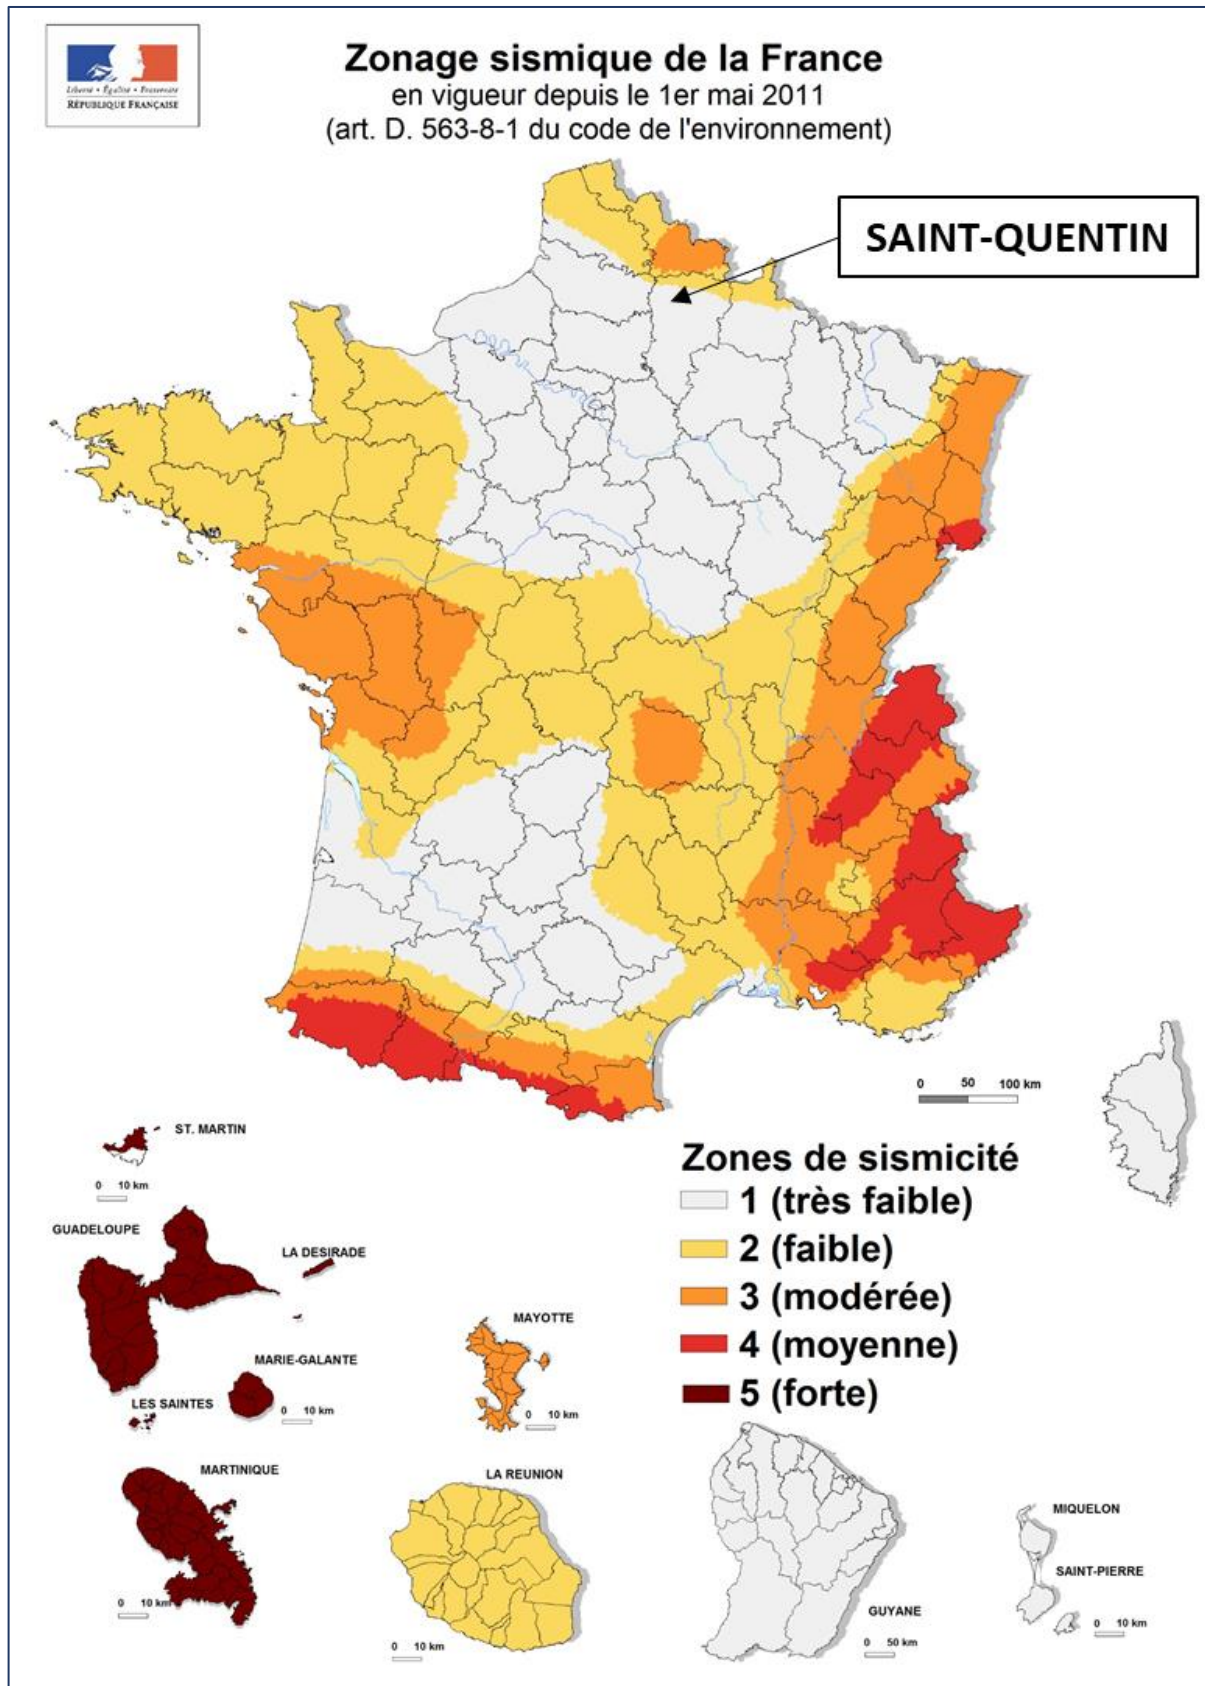 Liberté • Égalité • Fraternité
RÉPUBLIQUE FRANÇAISE
Zonage sismique de la France
en vigueur depuis le 1er mai 2011
(art. D. 563-8-1 du code de l'environnement)
SAINT-QUENTIN
0 50 100 km
ST. MARTIN
0 10 km
GUADELOUPE
LA DESIRADE
MARIE-GALANTE
LES SAINTES
0 10 km
MAYOTTE
0 10 km
Zones de sismicité
1 (très faible)
2 (faible)
3 (modérée)
4 (moyenne)
5 (forte)
MARTINIQUE
0 10 km
LA REUNION
0 10 km
GUYANE
0 50 km
MIQUELON
SAINT-PIERRE
0 10 km